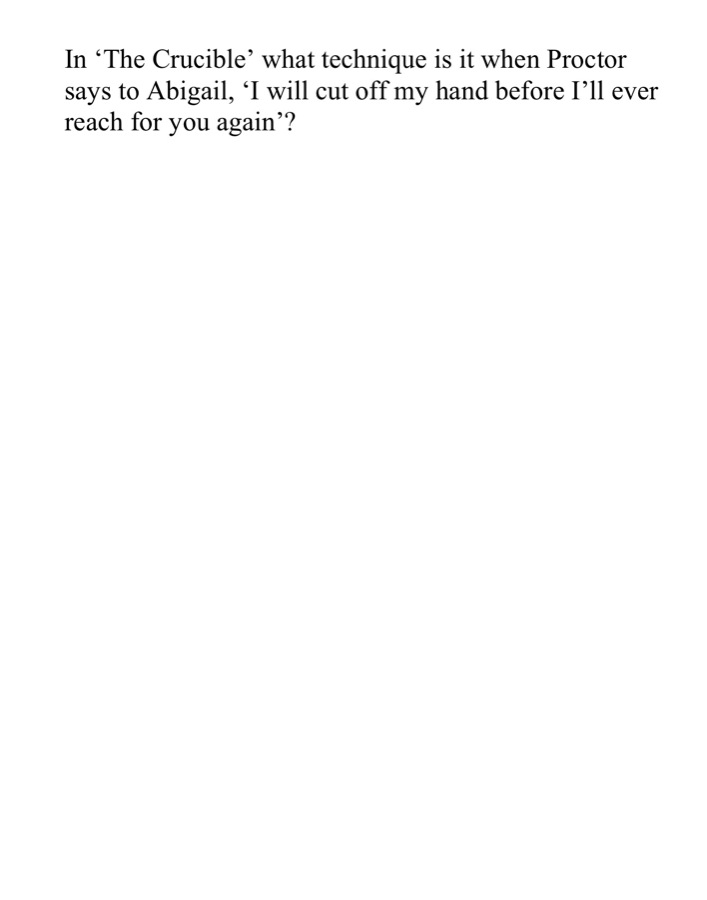 In ‘The Crucible’ what technique is it when Proctor
says to Abigail, ‘I will cut off my hand before I’ll ever
reach for you again’?